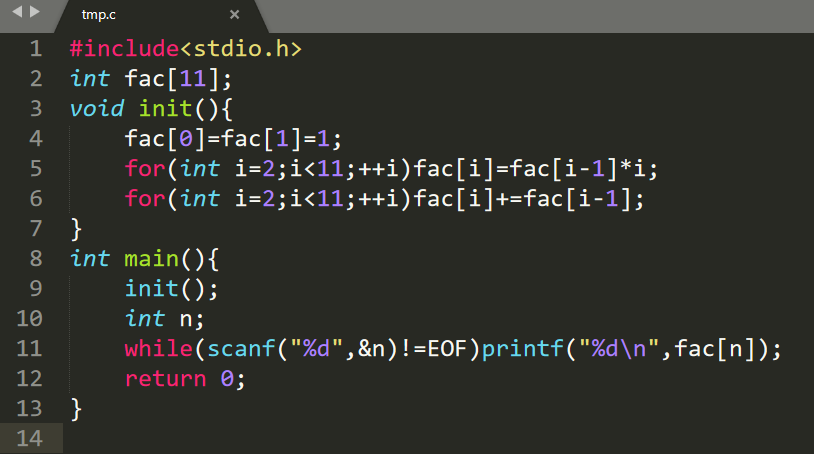 tmp.c ×
1 #include<stdio.h>
2 int fac[11];
3 void init(){
4     fac[0]=fac[1]=1;
5     for(int i=2;i<11;++i)fac[i]=fac[i-1]*i;
6     for(int i=2;i<11;++i)fac[i]+=fac[i-1];
7 }
8 int main(){
9     init();
10     int n;
11     while(scanf("%d",&n)!=EOF)printf("%d\n",fac[n]);
12     return 0;
13 }
14